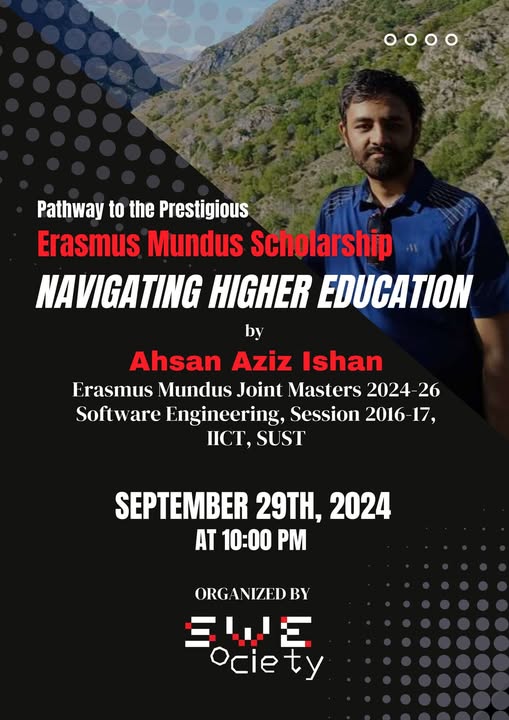 Pathway to the Prestigious
Erasmus Mundus Scholarship
NAVIGATING HIGHER EDUCATION
by
Ahsan Aziz Ishan
Erasmus Mundus Joint Masters 2024-26
Software Engineering, Session 2016-17,
IICT, SUST
SEPTEMBER 29TH, 2024
AT 10:00 PM
ORGANIZED BY
SWE
Ociety